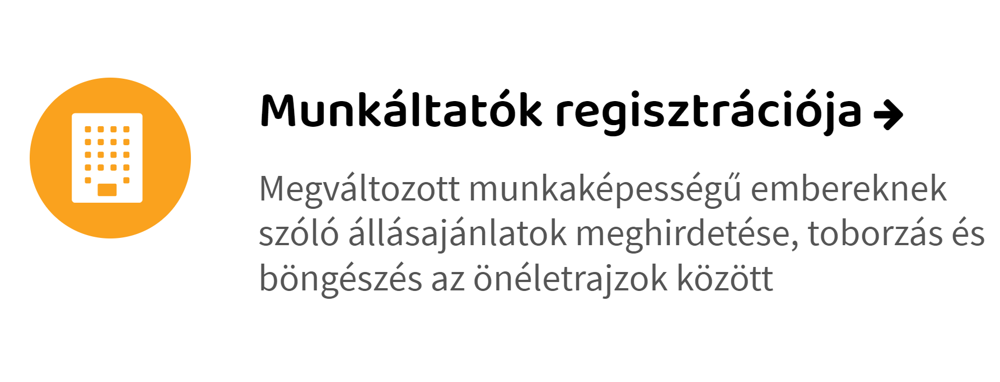 Munkáltatók regisztrációja →
Megváltozott munkaképességű embereknek
szóló állásajánlatok meghirdetése, toborzás és
böngészés az önéletrajzok között